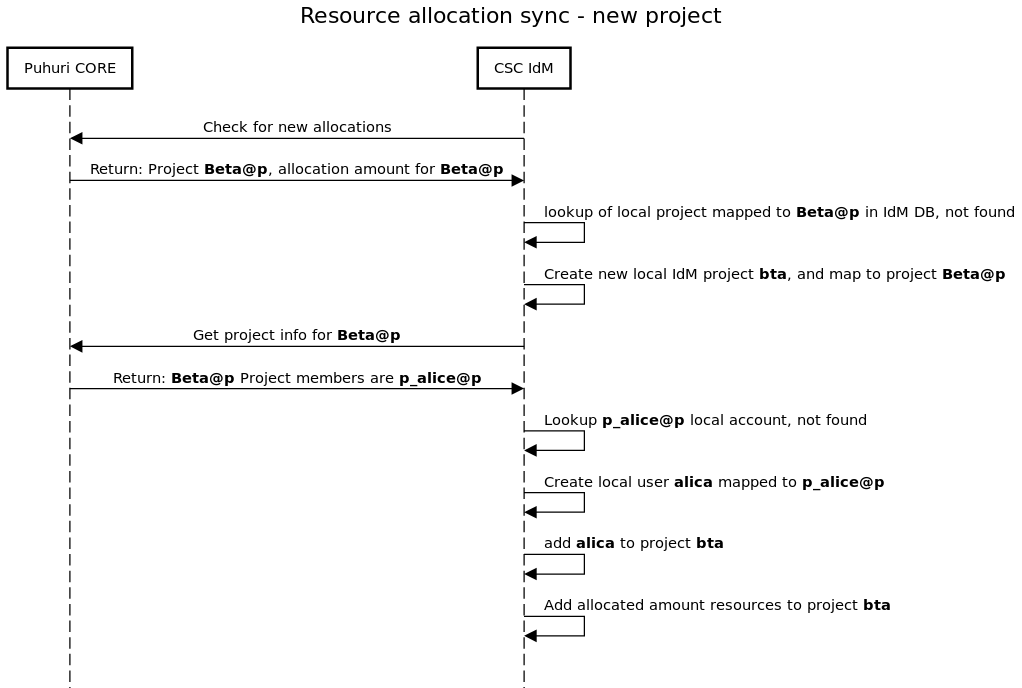 Resource allocation sync - new project
Puhuri CORE
CSC IdM
Check for new allocations
Return: Project Beta@p, allocation amount for Beta@p
lookup of local project mapped to Beta@p in IdM DB, not found
Create new local IdM project bta, and map to project Beta@p
Get project info for Beta@p
Return: Beta@p Project members are p_alice@p
Lookup p_alice@p local account, not found
Create local user alica mapped to p_alice@p
add alica to project bta
Add allocated amount resources to project bta